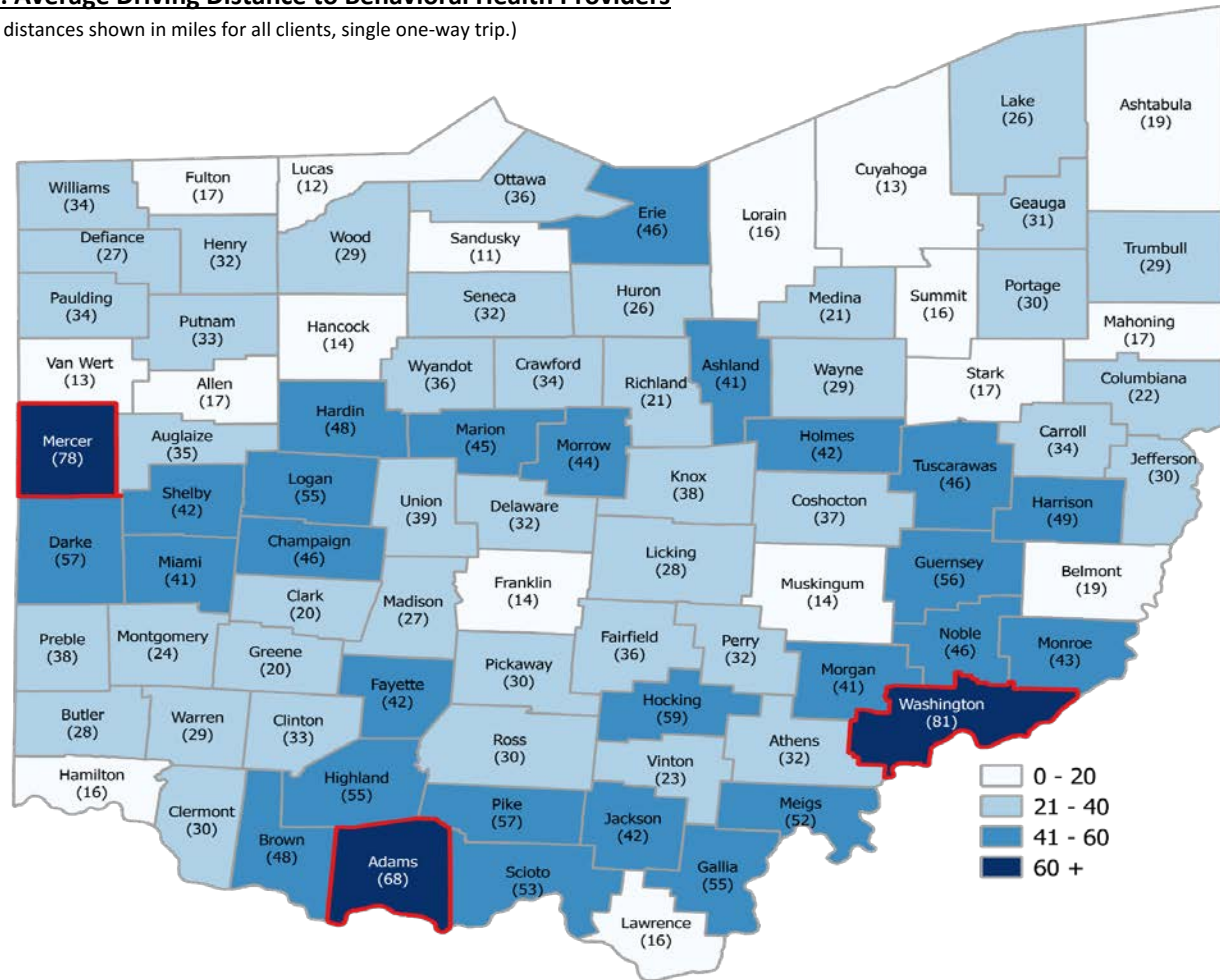 Average Driving Distance to Behavioral Health Providers
distances shown in miles for all clients, single one-way trip.)
Lake
(26)
Ashtabula
(19)
Williams
(34)
Fulton
(17)
Lucas
(12)
Ottawa
(36)
Erie
(46)
Lorain
(16)
Cuyahoga
(13)
Geauga
(31)
Defiance
(27)
Henry
(32)
Wood
(29)
Sandusky
(11)
Trumbull
(29)
Paulding
(34)
Putnam
(33)
Hancock
(14)
Seneca
(32)
Huron
(26)
Medina
(21)
Summit
(16)
Portage
(30)
Mahoning
(17)
Van Wert
(13)
Allen
(17)
Wyandot
(36)
Crawford
(34)
Richland
(21)
Ashland
(41)
Wayne
(29)
Stark
(17)
Columbiana
(22)
Mercer
(78)
Auglaize
(35)
Hardin
(48)
Marion
(45)
Morrow
(44)
Holmes
(42)
Tuscarawas
(46)
Carroll
(34)
Jefferson
(30)
Shelby
(42)
Logan
(55)
Union
(39)
Delaware
(32)
Knox
(38)
Coshocton
(37)
Harrison
(49)
Darke
(57)
Miami
(41)
Champaign
(46)
Licking
(28)
Guernsey
(56)
Belmont
(19)
Clark
(20)
Madison
(27)
Franklin
(14)
Muskingum
(14)
Preble
(38)
Montgomery
(24)
Greene
(20)
Fayette
(42)
Pickaway
(30)
Fairfield
(36)
Perry
(32)
Morgan
(41)
Noble
(46)
Monroe
(43)
Butler
(28)
Warren
(29)
Clinton
(33)
Ross
(30)
Hocking
(59)
Vinton
(23)
Athens
(32)
Washington
(81)
Hamilton
(16)
Clermont
(30)
Highland
(55)
Pike
(57)
Jackson
(42)
Meigs
(52)
Brown
(48)
Adams
(68)
Scioto
(53)
Gallia
(55)
Lawrence
(16)
0 - 20
21 - 40
41 - 60
60 +